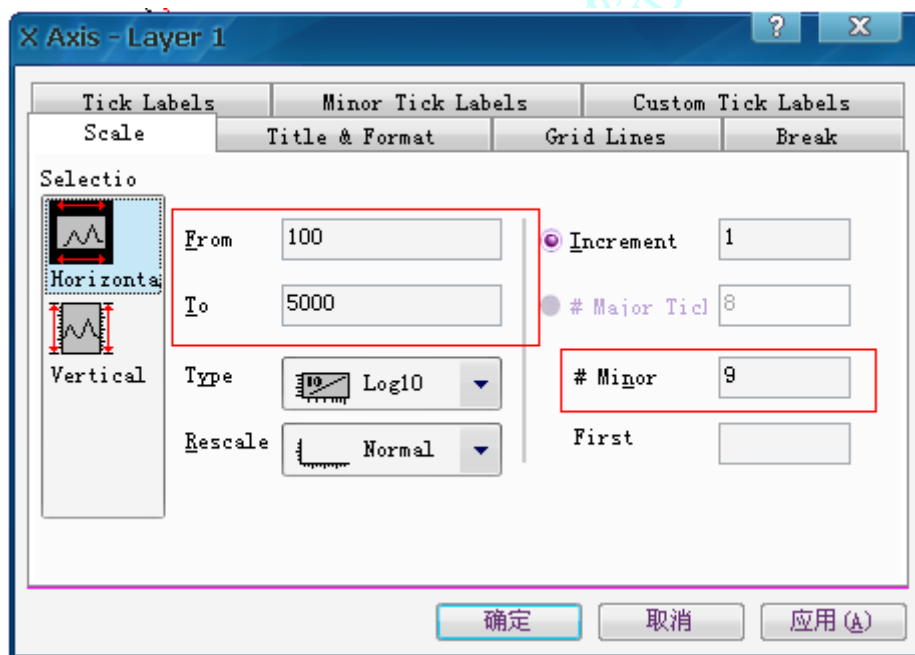 X Axis - Layer 1
?
X
Tick Labels
Minor Tick Labels
Custom Tick Labels
Scale
Title & Format
Grid Lines
Break
Selectio
Horizonta
Vertical
From
100
To
5000
Type
10
Log10
Rescale
Normal
Increment
1
# Major Ticl
8
# Minor
9
First
确定
取消
应用(A)